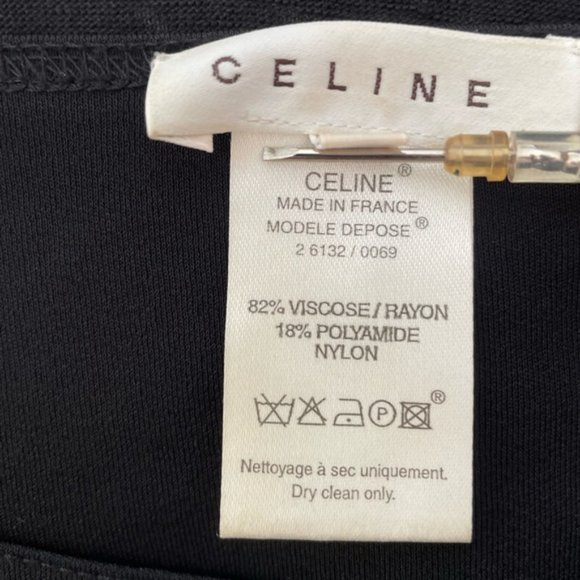 CELINE
CELINE®
MADE IN FRANCE
MODELE DEPOSE®
2 6132 / 0069
82% VISCOSE / RAYON
18% POLYAMIDE
NYLON
P ®
Nettoyage à sec uniquement.
Dry clean only.